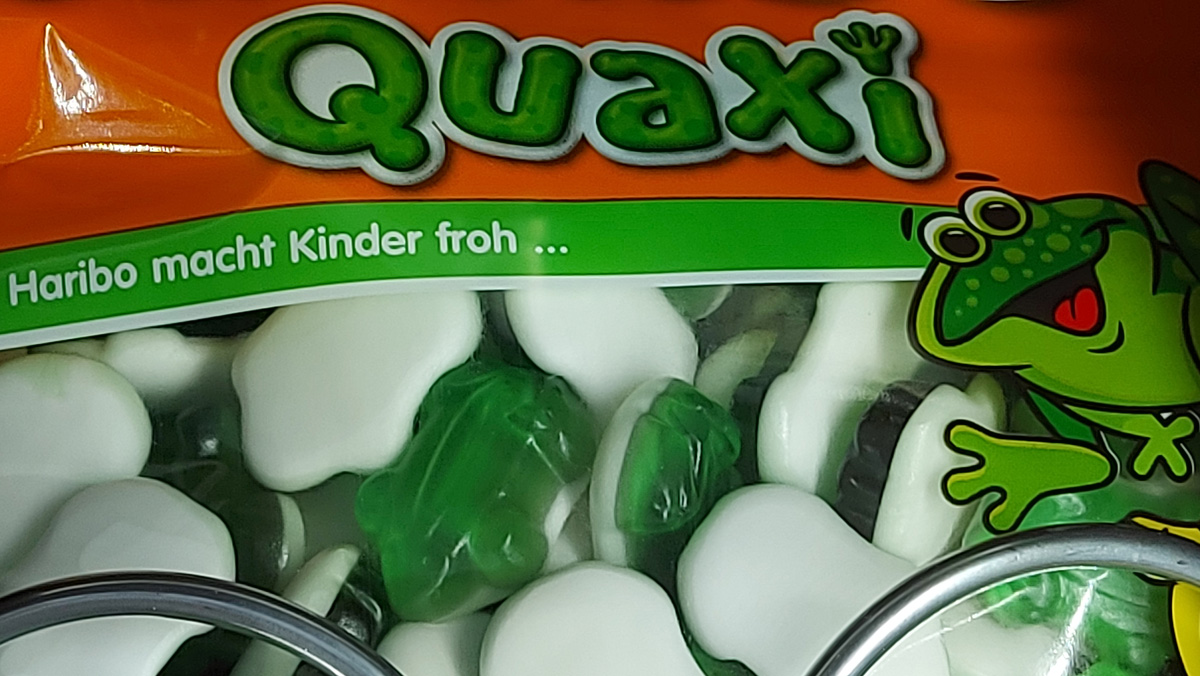 Quaxi
Haribo macht Kinder froh ...